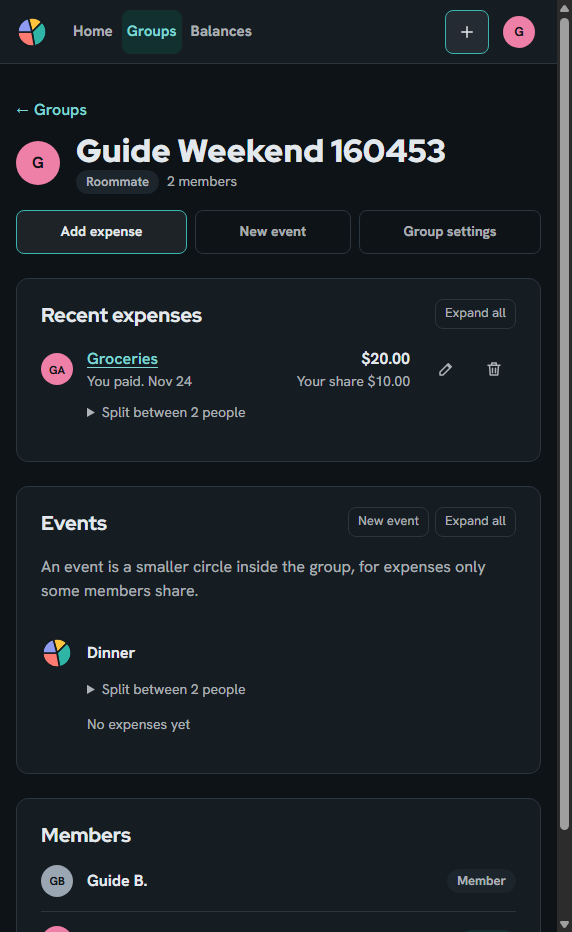 Home Groups Balances + G
← Groups
G
Guide Weekend 160453
Roommate 2 members
Add expense New event Group settings
Recent expenses Expand all
GA Groceries $20.00
You paid. Nov 24 Your share $10.00
▶ Split between 2 people
Events New event Expand all
An event is a smaller circle inside the group, for expenses only
some members share.
Dinner
▶ Split between 2 people
No expenses yet
Members
GB Guide B. Member